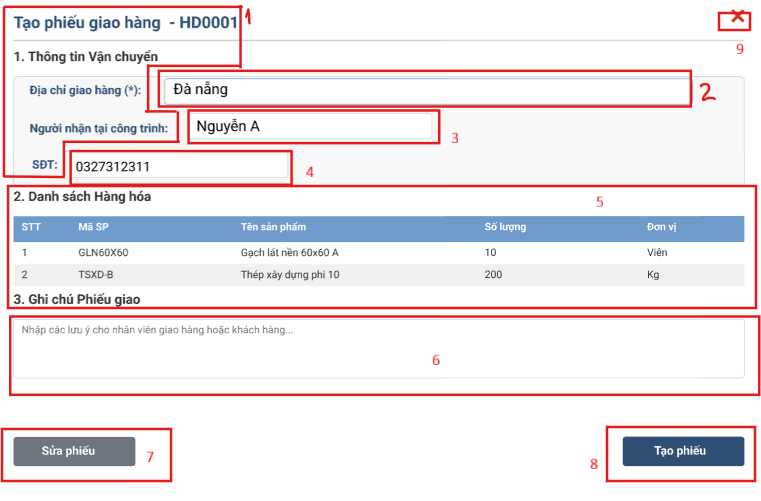 Tạo phiếu giao hàng - HD0001 1
9
1. Thông tin Vận chuyển
Địa chỉ giao hàng (*): Đà nẵng 2
Người nhận tại công trình: Nguyễn A 3
SĐT: 0327312311 4
2. Danh sách Hàng hóa 5
STT Mã SP Tên sản phẩm Số lượng Đơn vị
1 GLN60X60 Gạch lát nền 60x60 A 10 Viên
2 TSXD-B Thép xây dựng phi 10 200 Kg
3. Ghi chú Phiếu giao
Nhập các lưu ý cho nhân viên giao hàng hoặc khách hàng...
6
Sửa phiếu 7 8 Tạo phiếu